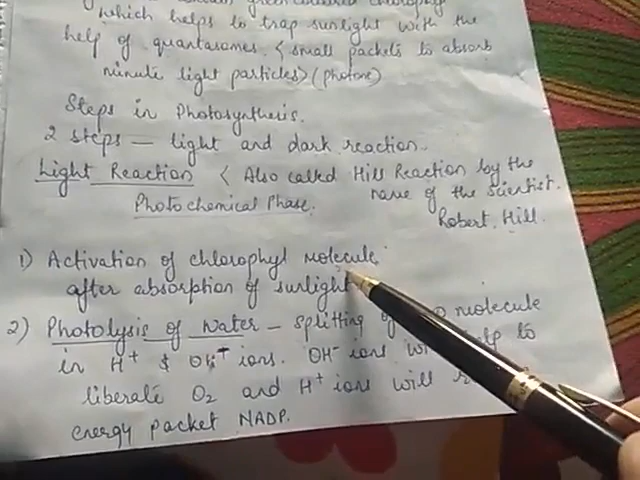 which helps to trap sunlight with the
help of quantasomes < small packets to absorb
minute light particles> (photone)
Steps in Photosynthesis.
2 steps — light and dark reaction.
Light Reaction < Also called Hill Reaction by the
Photochemical Phase. name of the scientist.
Robert. Hill.
1) Activation of chlorophyl molecule
after absorption of sunlight
2) Photolysis of Water – splitting of molecule
in H+ & OH ions. OH- ions to
liberate O2 and H+ ions will
energy packet NADP.